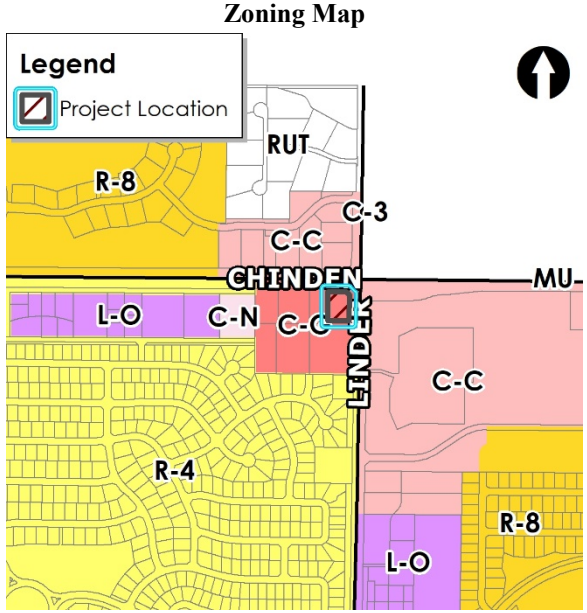 Zoning Map
Legend
Project Location
RUT
R-8
C-3
C-C
CHINDEN
MU
L-O
C-N
C-G
LINDER
C-C
R-4
R-8
L-O